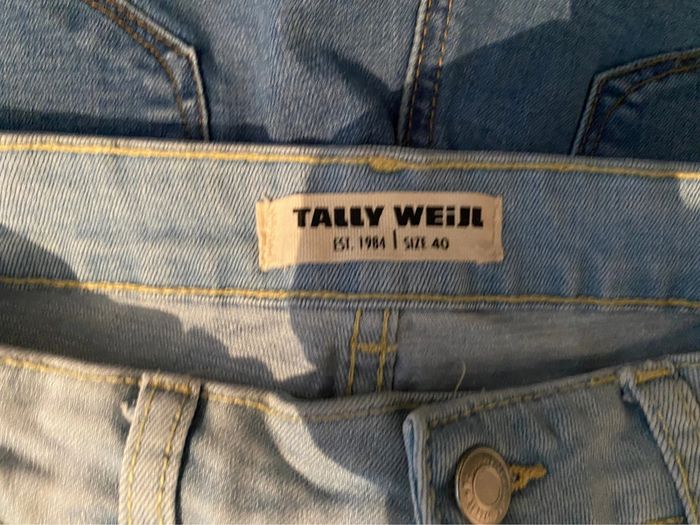 TALLY WEiJL
EST. 1984 | SIZE 40